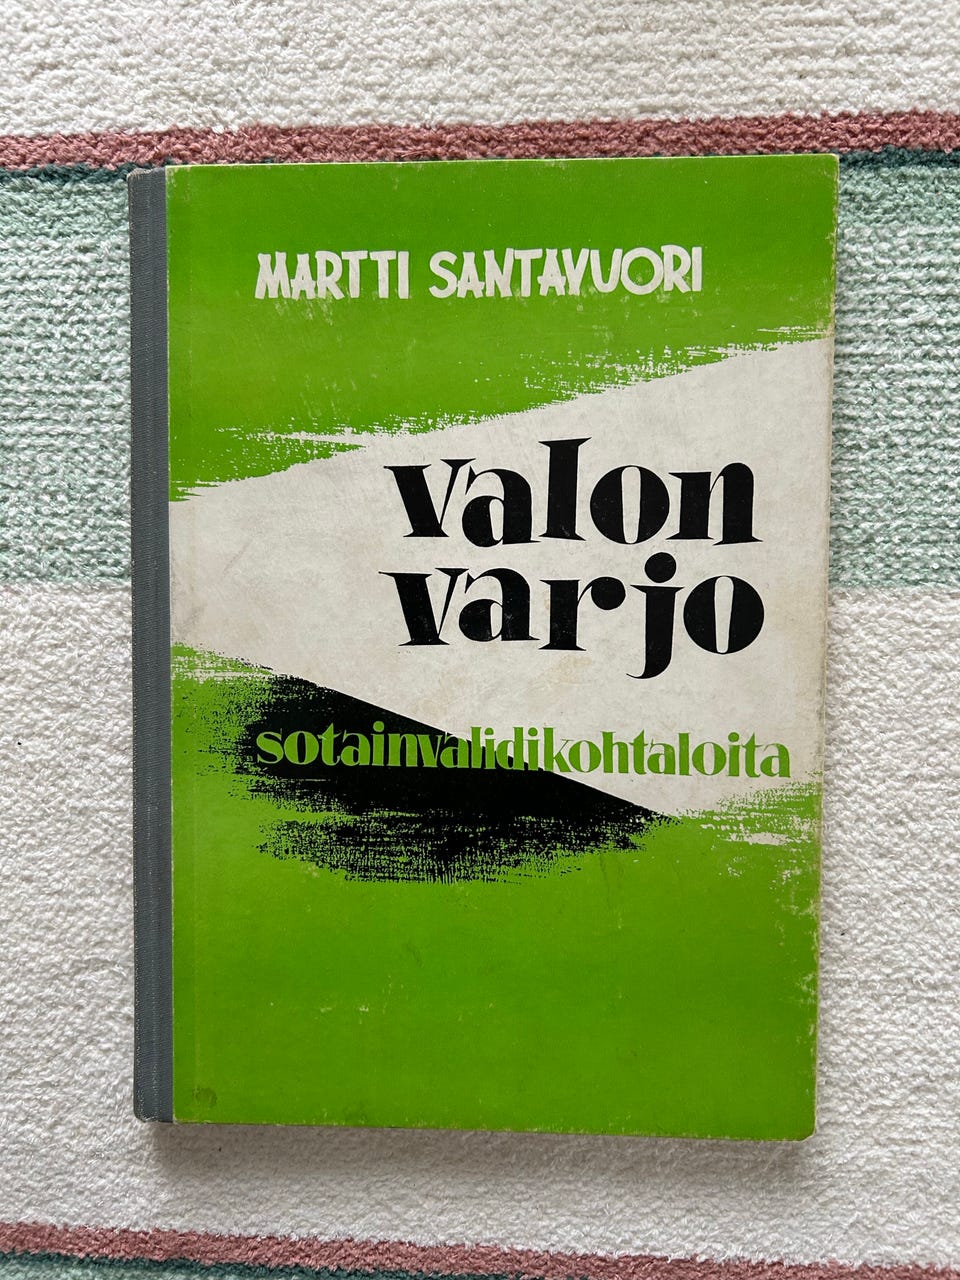 MARTTI SANTAVUORI
valon
varjo
sotainvalidikohtaloita